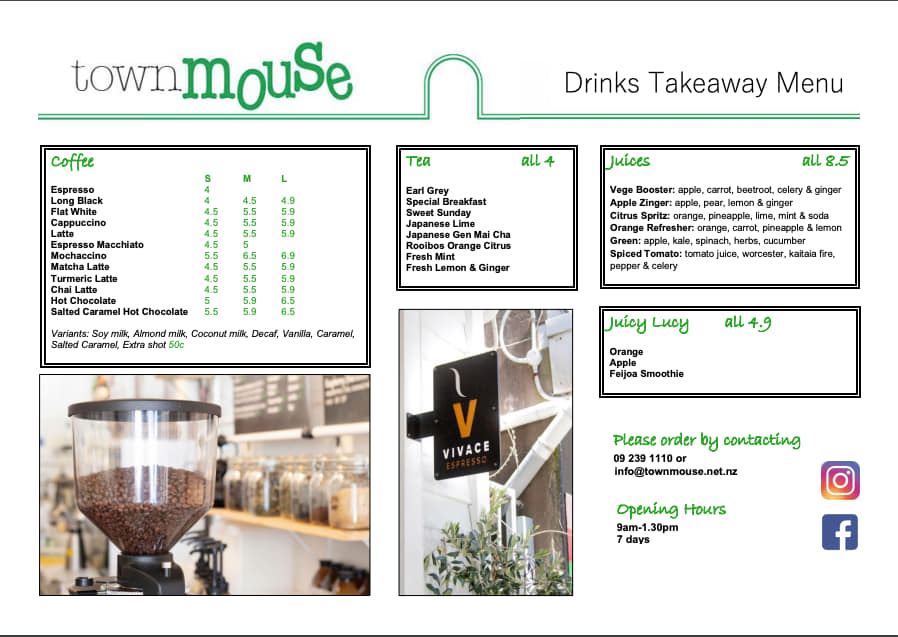 townmouse
Drinks Takeaway Menu
Coffee
S M L
Espresso 4
Long Black 4 4.5 4.9
Flat White 4.5 5.5 5.9
Cappuccino 4.5 5.5 5.9
Latte 4.5 5.5 5.9
Espresso Macchiato 4.5 5
Mochaccino 5.5 6.5 6.9
Matcha Latte 4.5 5.5 5.9
Turmeric Latte 4.5 5.5 5.9
Chai Latte 4.5 5.5 5.9
Hot Chocolate 5 5.9 6.5
Salted Caramel Hot Chocolate 5.5 5.9 6.5
Variants: Soy milk, Almond milk, Coconut milk, Decaf, Vanilla, Caramel,
Salted Caramel, Extra shot 50c
Tea all 4
Earl Grey
Special Breakfast
Sweet Sunday
Japanese Lime
Japanese Gen Mai Cha
Rooibos Orange Citrus
Fresh Mint
Fresh Lemon & Ginger
V
VIVACE
ESPRESSO
Juices all 8.5
Vege Booster: apple, carrot, beetroot, celery & ginger
Apple Zinger: apple, pear, lemon & ginger
Citrus Spritz: orange, pineapple, lime, mint & soda
Orange Refresher: orange, carrot, pineapple & lemon
Green: apple, kale, spinach, herbs, cucumber
Spiced Tomato: tomato juice, worcester, kaitaia fire,
pepper & celery
Juicy Lucy all 4.9
Orange
Apple
Feijoa Smoothie
Please order by contacting
09 239 1110 or
info@townmouse.net.nz
Opening Hours
9am-1.30pm
7 days